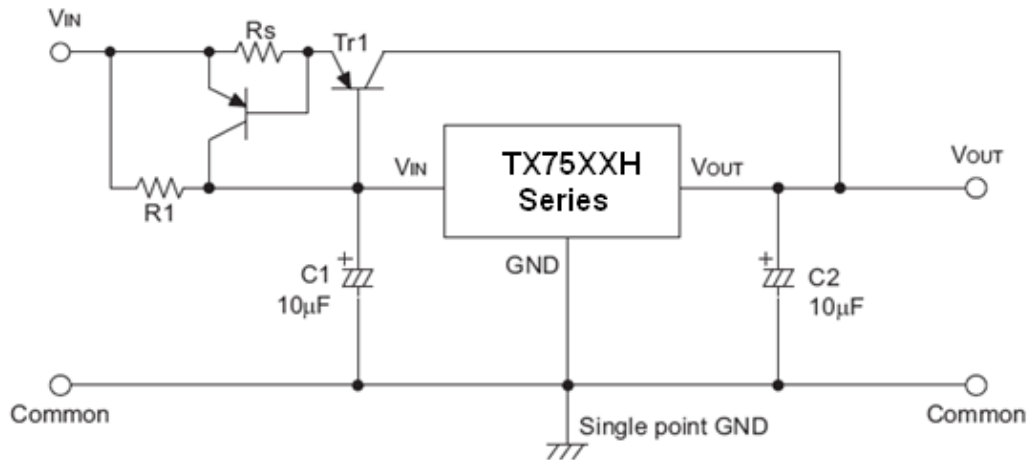 VIN
Rs
Tr1
R1
VIN
TX75XXH
Series
VOUT
VOUT
GND
+
C1
10µF
+
C2
10µF
Common
Common
Single point GND